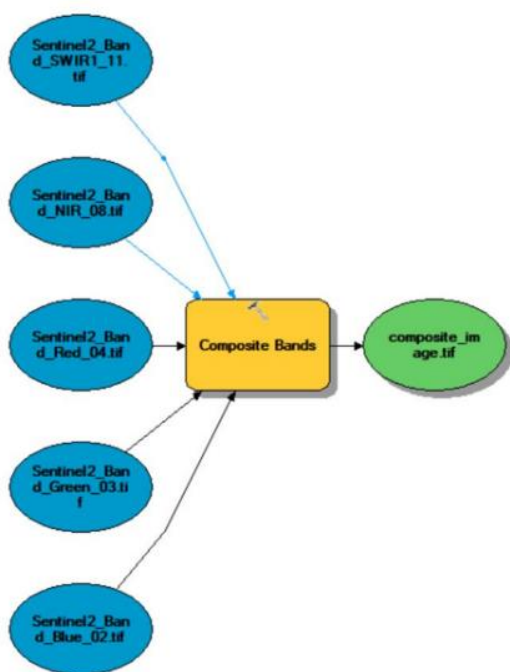 Sentinel2_Ban
d_SWIR1_11.
tif
Sentinel2_Ban
d_NIR_08.tif
Sentinel2_Ban
d_Red_04.tif
Composite Bands
composite_im
age.tif
Sentinel2_Ban
d_Green_03.ti
f
Sentinel2_Ban
d_Blue_02.tif